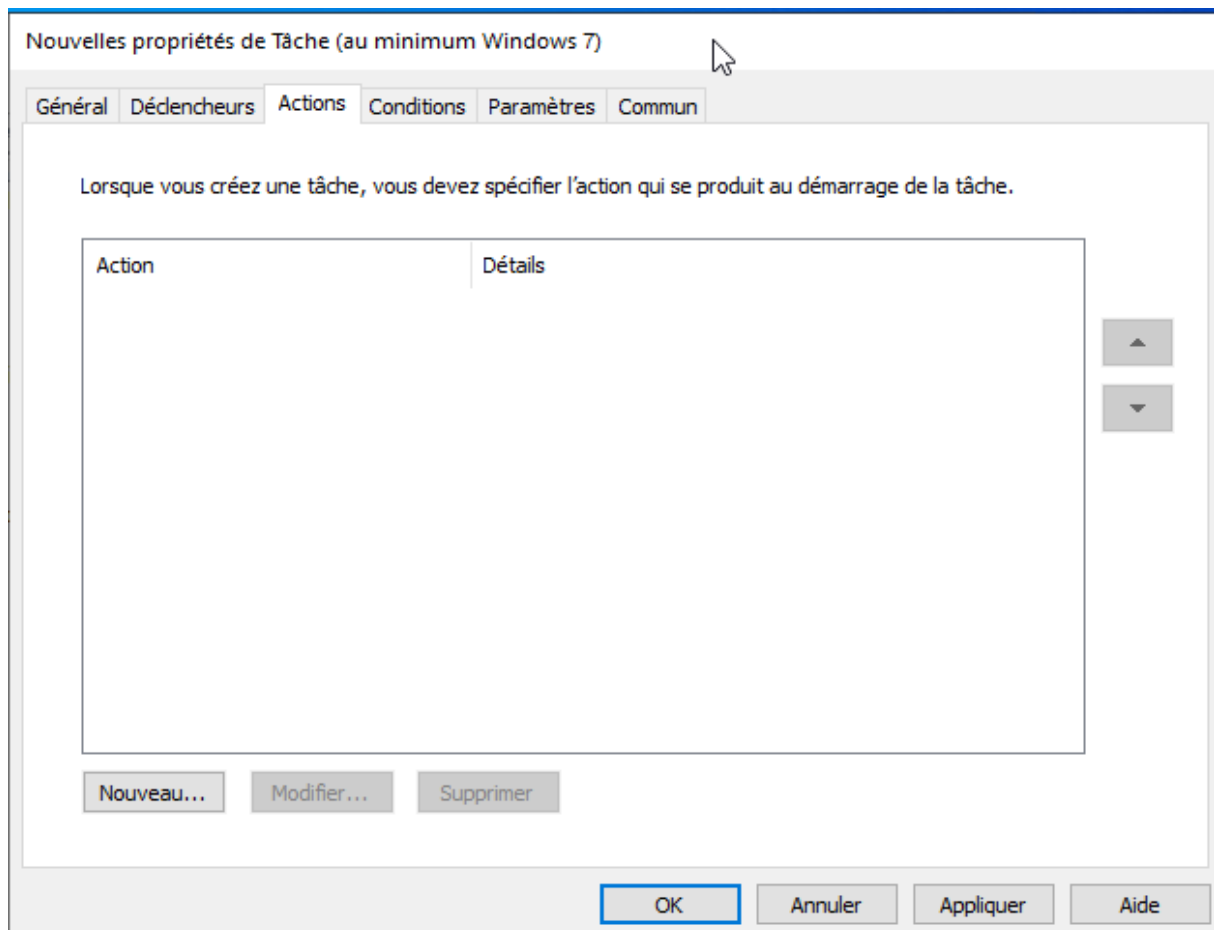 Nouvelles propriétés de Tâche (au minimum Windows 7)
Général Déclencheurs Actions Conditions Paramètres Commun
Lorsque vous créez une tâche, vous devez spécifier l’action qui se produit au démarrage de la tâche.
Action Détails
Nouveau... Modifier... Supprimer
OK Annuler Appliquer Aide